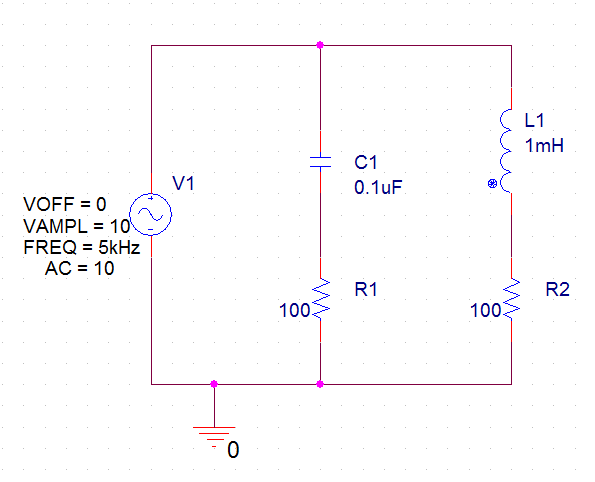 L1
1mH
C1
0.1uF
V1
VOFF = 0
VAMPL = 10
FREQ = 5kHz
AC = 10
R1
100
R2
100
0